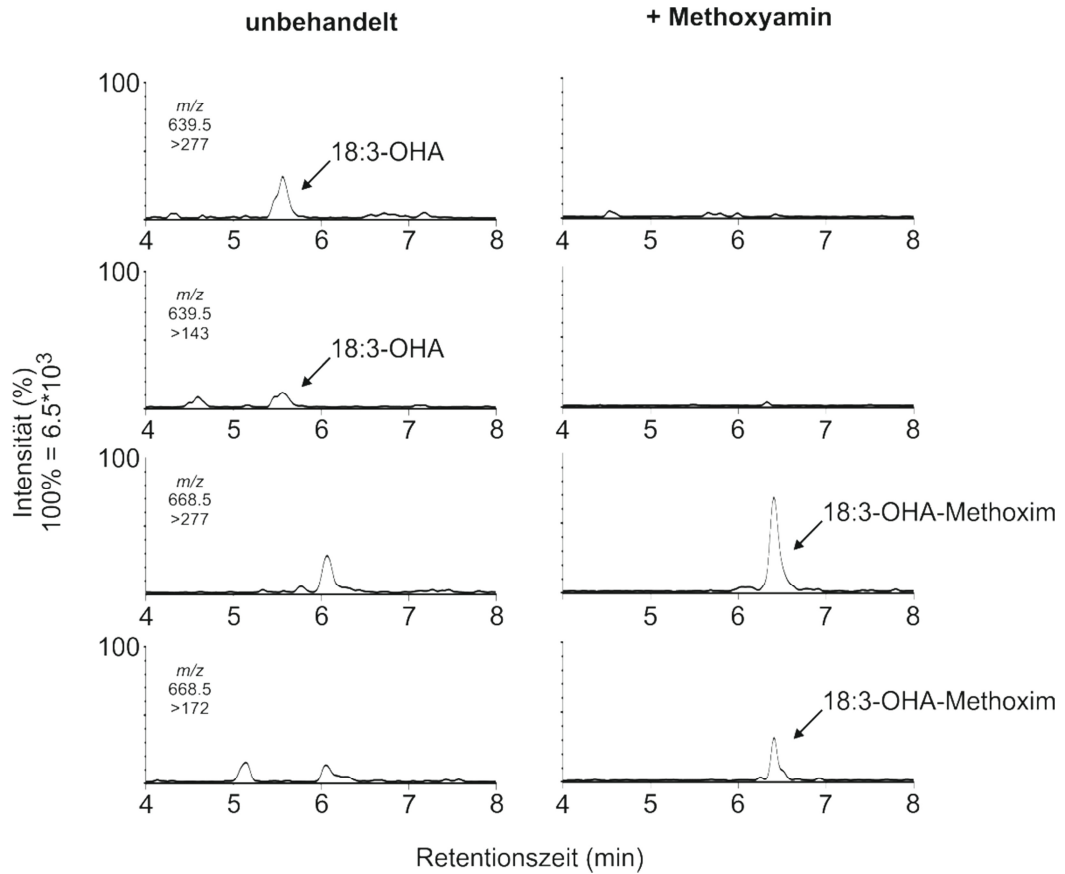 unbehandelt
+ Methoxyamin
100
m/z
639.5
>277
18:3-OHA
4 5 6 7 8
4 5 6 7 8
100
m/z
639.5
>143
18:3-OHA
4 5 6 7 8
4 5 6 7 8
Intensität (%)
100% = 6.5*10³
100
m/z
668.5
>277
4 5 6 7 8
18:3-OHA-Methoxim
4 5 6 7 8
100
m/z
668.5
>172
4 5 6 7 8
18:3-OHA-Methoxim
4 5 6 7 8
Retentionszeit (min)